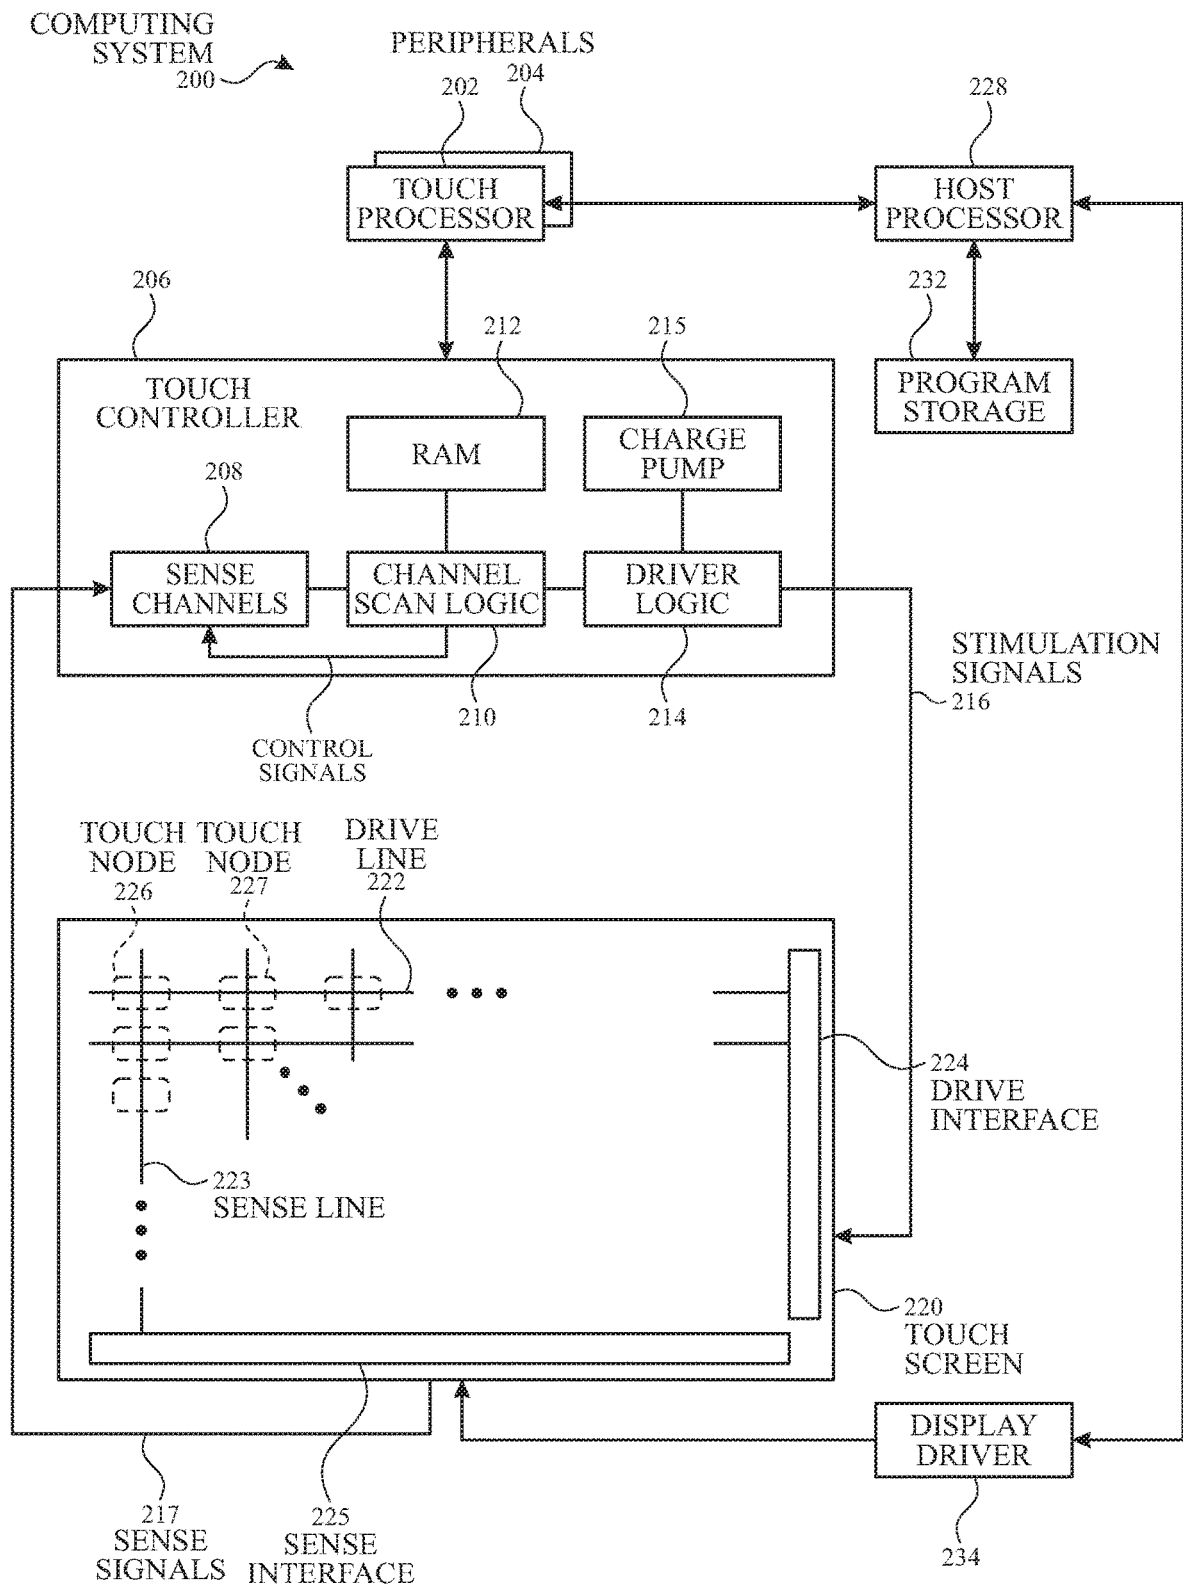 COMPUTING
SYSTEM
200
PERIPHERALS
204
202
228
TOUCH
PROCESSOR
HOST
PROCESSOR
206
212
215
232
TOUCH
CONTROLLER
RAM
CHARGE
PUMP
PROGRAM
STORAGE
208
SENSE
CHANNELS
CHANNEL
SCAN LOGIC
DRIVER
LOGIC
STIMULATION
SIGNALS
216
210
214
CONTROL
SIGNALS
TOUCH
NODE
226
TOUCH
NODE
227
DRIVE
LINE
222
224
DRIVE
INTERFACE
223
SENSE LINE
220
TOUCH
SCREEN
DISPLAY
DRIVER
234
217
SENSE
SIGNALS
225
SENSE
INTERFACE